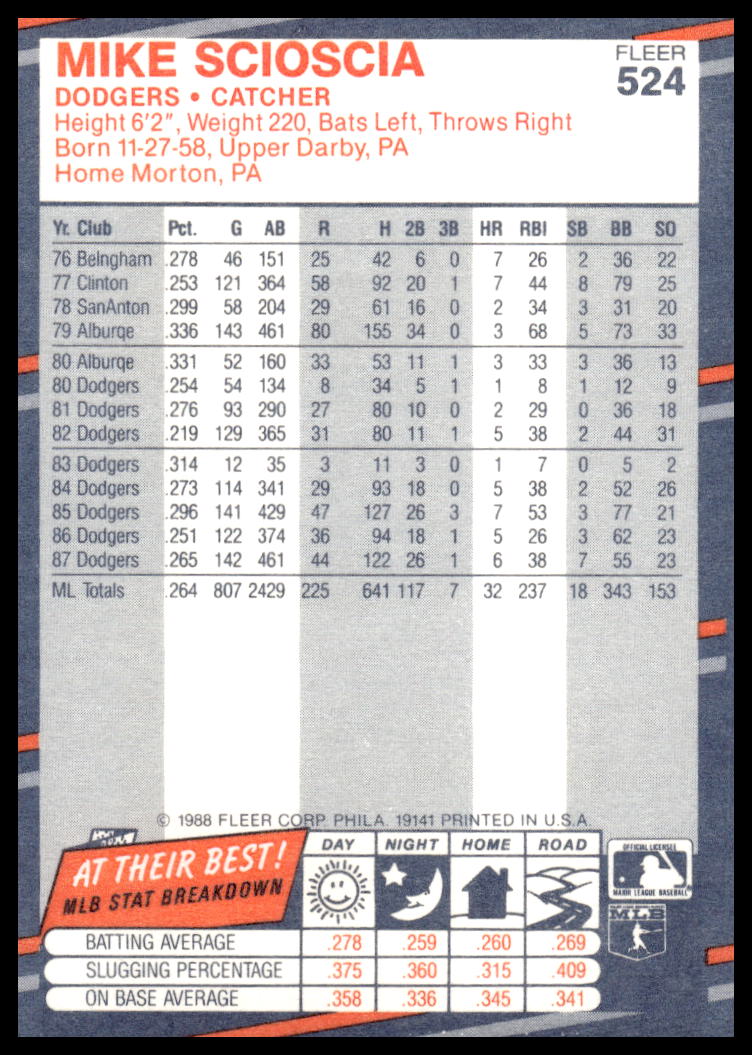 MIKE SCIOSCIA
FLEER
524
DODGERS • CATCHER
Height 6'2", Weight 220, Bats Left, Throws Right
Born 11-27-58, Upper Darby, PA
Home Morton, PA
Yr. Club Pct. G AB R H 2B 3B HR RBI SB BB SO
76 Belngham .278 46 151 25 42 6 0 7 26 2 36 22
77 Clinton .253 121 364 58 92 20 1 7 44 8 79 25
78 SanAnton .299 58 204 29 61 16 0 2 34 3 31 20
79 Alburqe .336 143 461 80 155 34 0 3 68 5 73 33
80 Alburqe .331 52 160 33 53 11 1 3 33 3 36 13
80 Dodgers .254 54 134 8 34 5 1 1 8 1 12 9
81 Dodgers .276 93 290 27 80 10 0 2 29 0 36 18
82 Dodgers .219 129 365 31 80 11 1 5 38 2 44 31
83 Dodgers .314 12 35 3 11 3 0 1 7 0 5 2
84 Dodgers .273 114 341 29 93 18 0 5 38 2 52 26
85 Dodgers .296 141 429 47 127 26 3 7 53 3 77 21
86 Dodgers .251 122 374 36 94 18 1 5 26 3 62 23
87 Dodgers .265 142 461 44 122 26 1 6 38 7 55 23
ML Totals .264 807 2429 225 641 117 7 32 237 18 343 153
© 1988 FLEER CORP. PHILA. 19141 PRINTED IN U.S.A.
AT THEIR BEST!
MLB STAT BREAKDOWN
DAY NIGHT HOME ROAD
OFFICIAL LICENSEE
MAJOR LEAGUE BASEBALL
MLB
BATTING AVERAGE .278 .259 .260 .269
SLUGGING PERCENTAGE .375 .360 .315 .409
ON BASE AVERAGE .358 .336 .345 .341